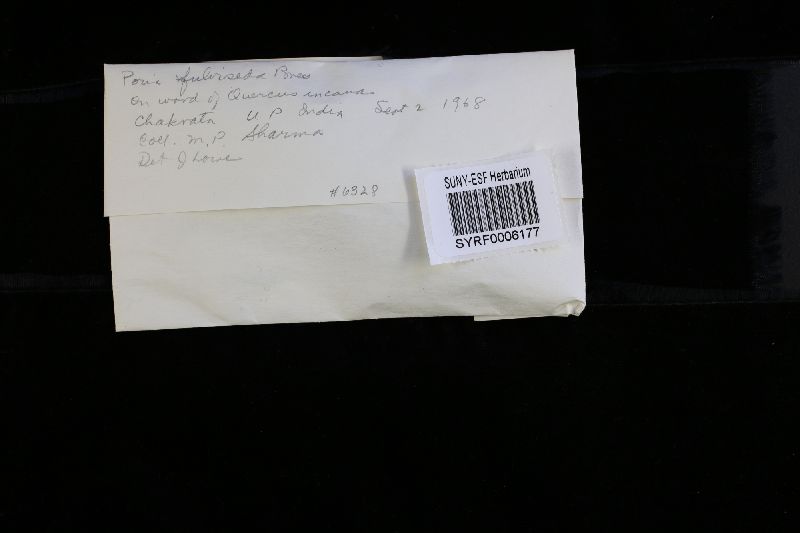 Poria fulviseda Bres
On wood of Quercus incana
Chakrata U P India Sept 2 1968
Coll. M. P. Sharma
Det J Lowe
#6328
SUNY-ESF Herbarium
SYRF0006177